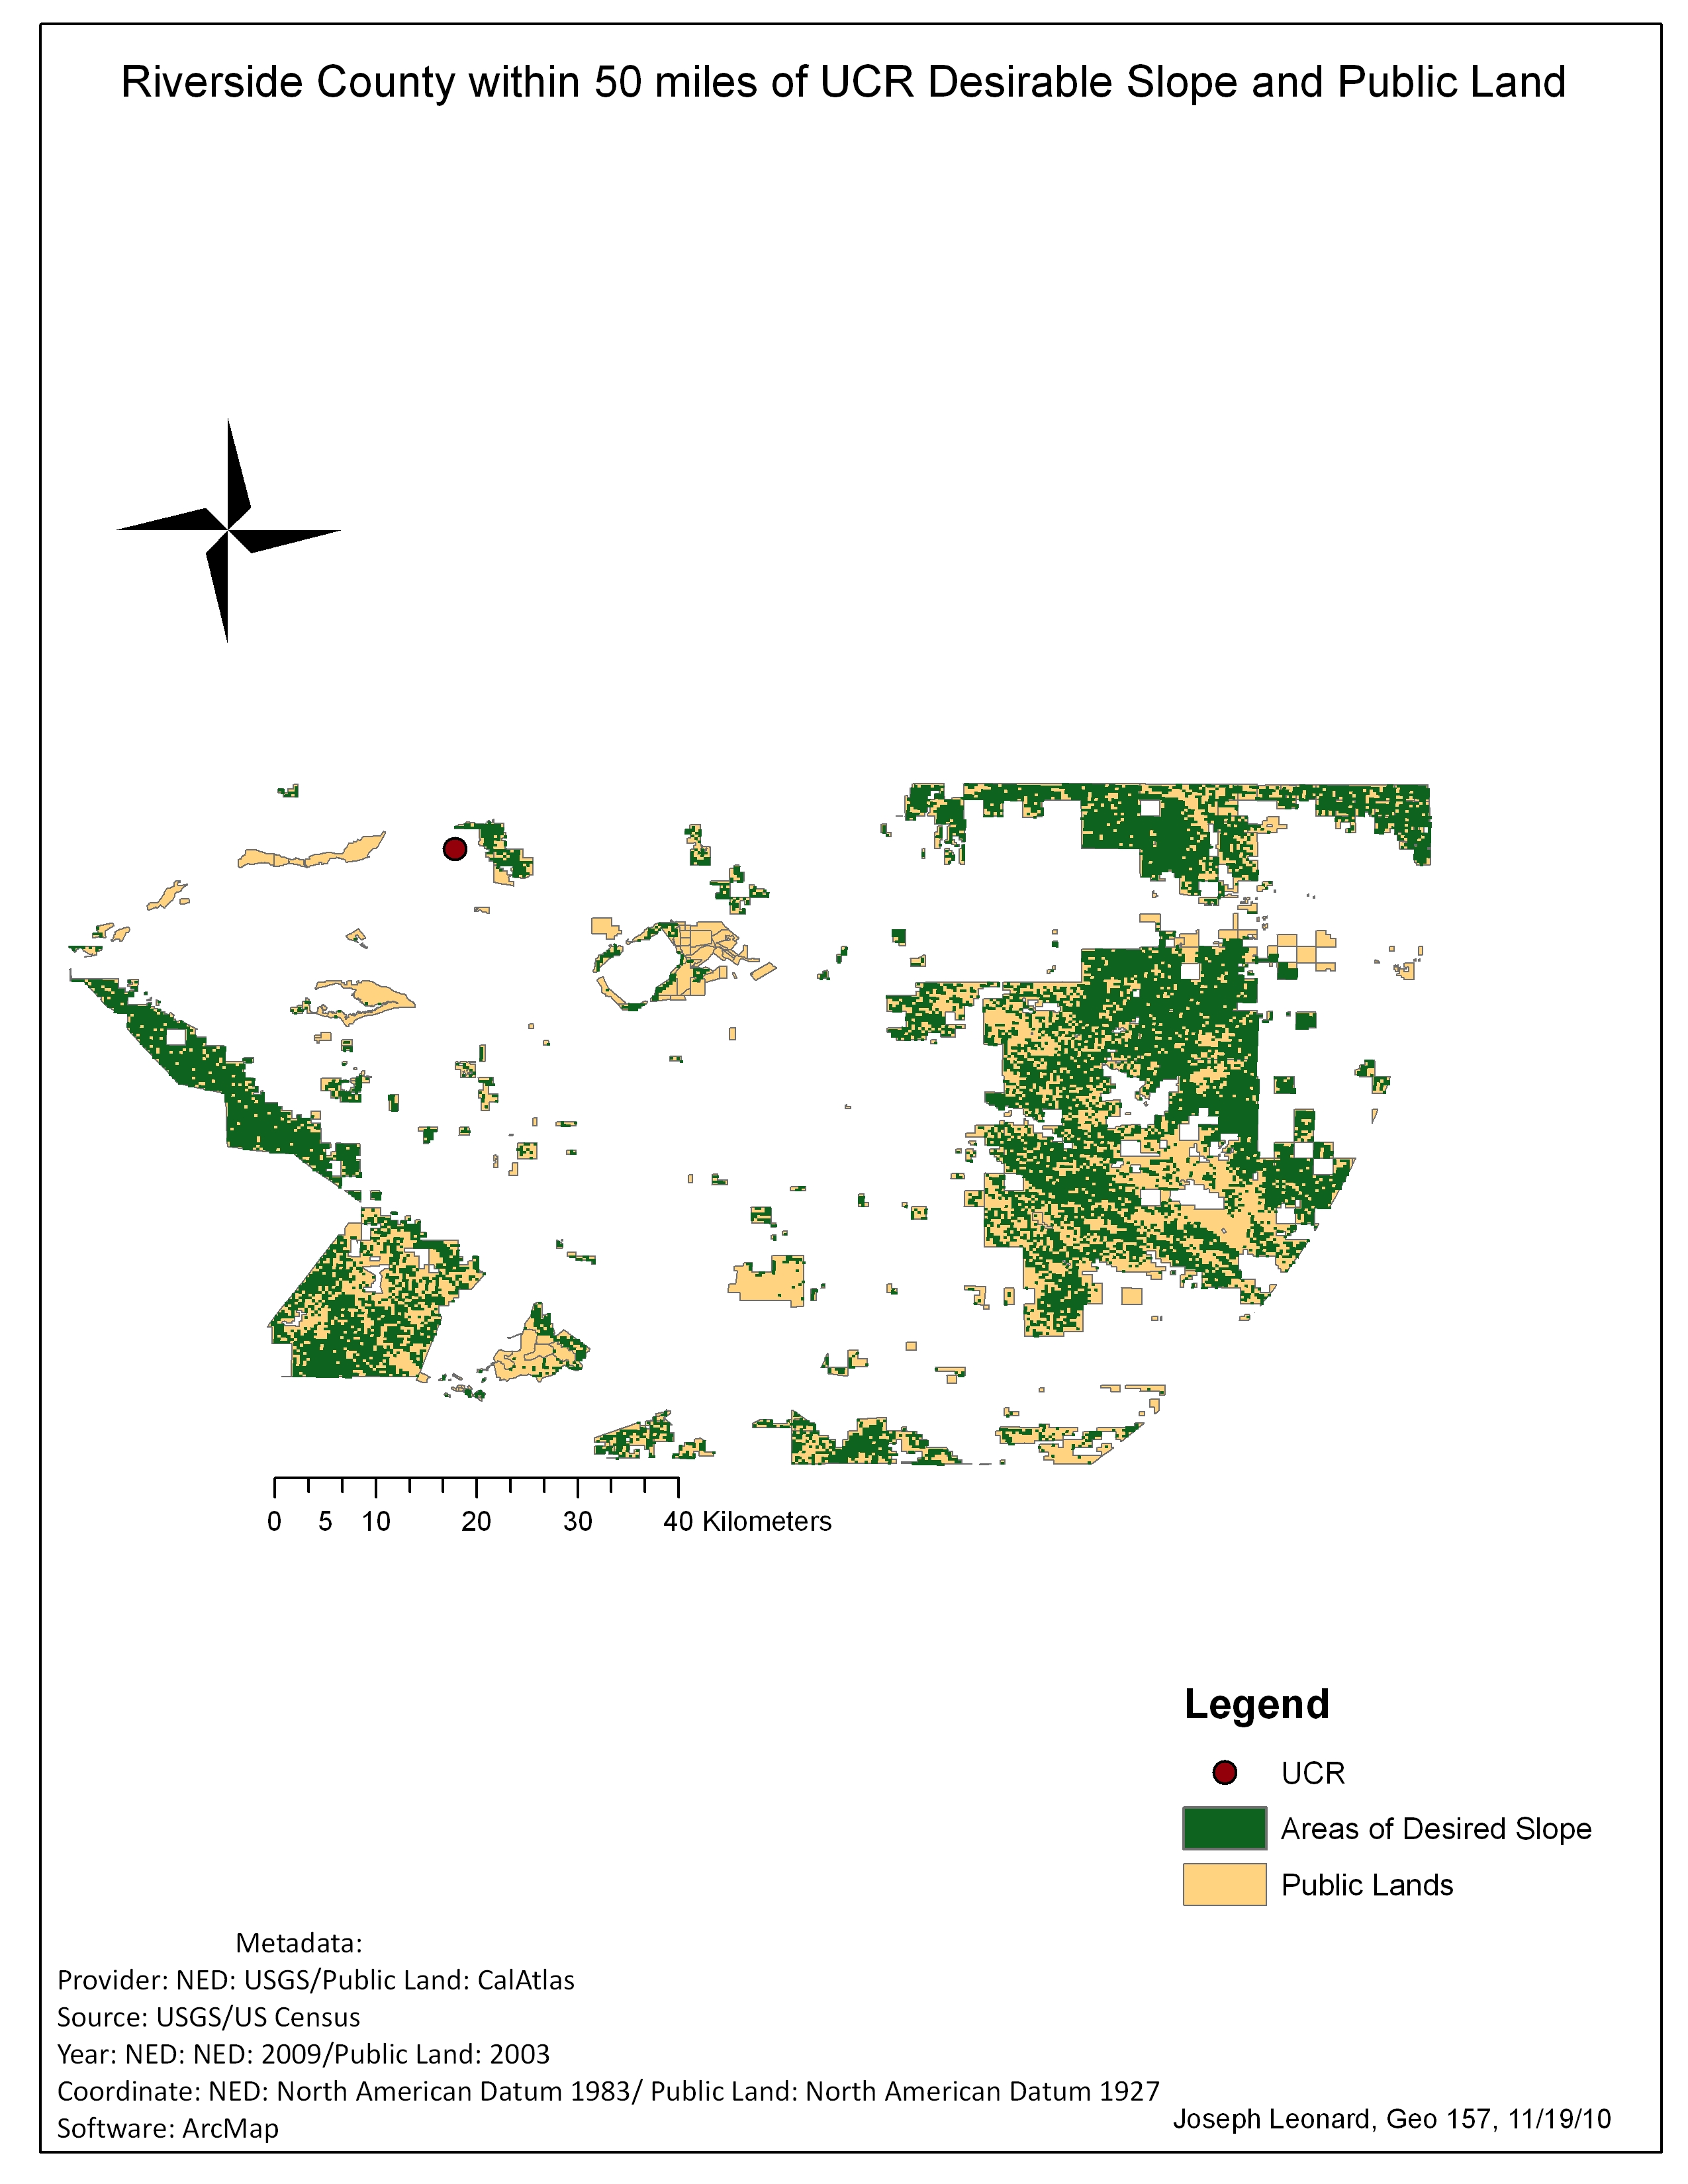 Riverside County within 50 miles of UCR Desirable Slope and Public Land
0 5 10 20 30 40 Kilometers
Legend
UCR
Areas of Desired Slope
Public Lands
Metadata:
Provider: NED: USGS/Public Land: CalAtlas
Source: USGS/US Census
Year: NED: NED: 2009/Public Land: 2003
Coordinate: NED: North American Datum 1983/ Public Land: North American Datum 1927
Software: ArcMap
Joseph Leonard, Geo 157, 11/19/10